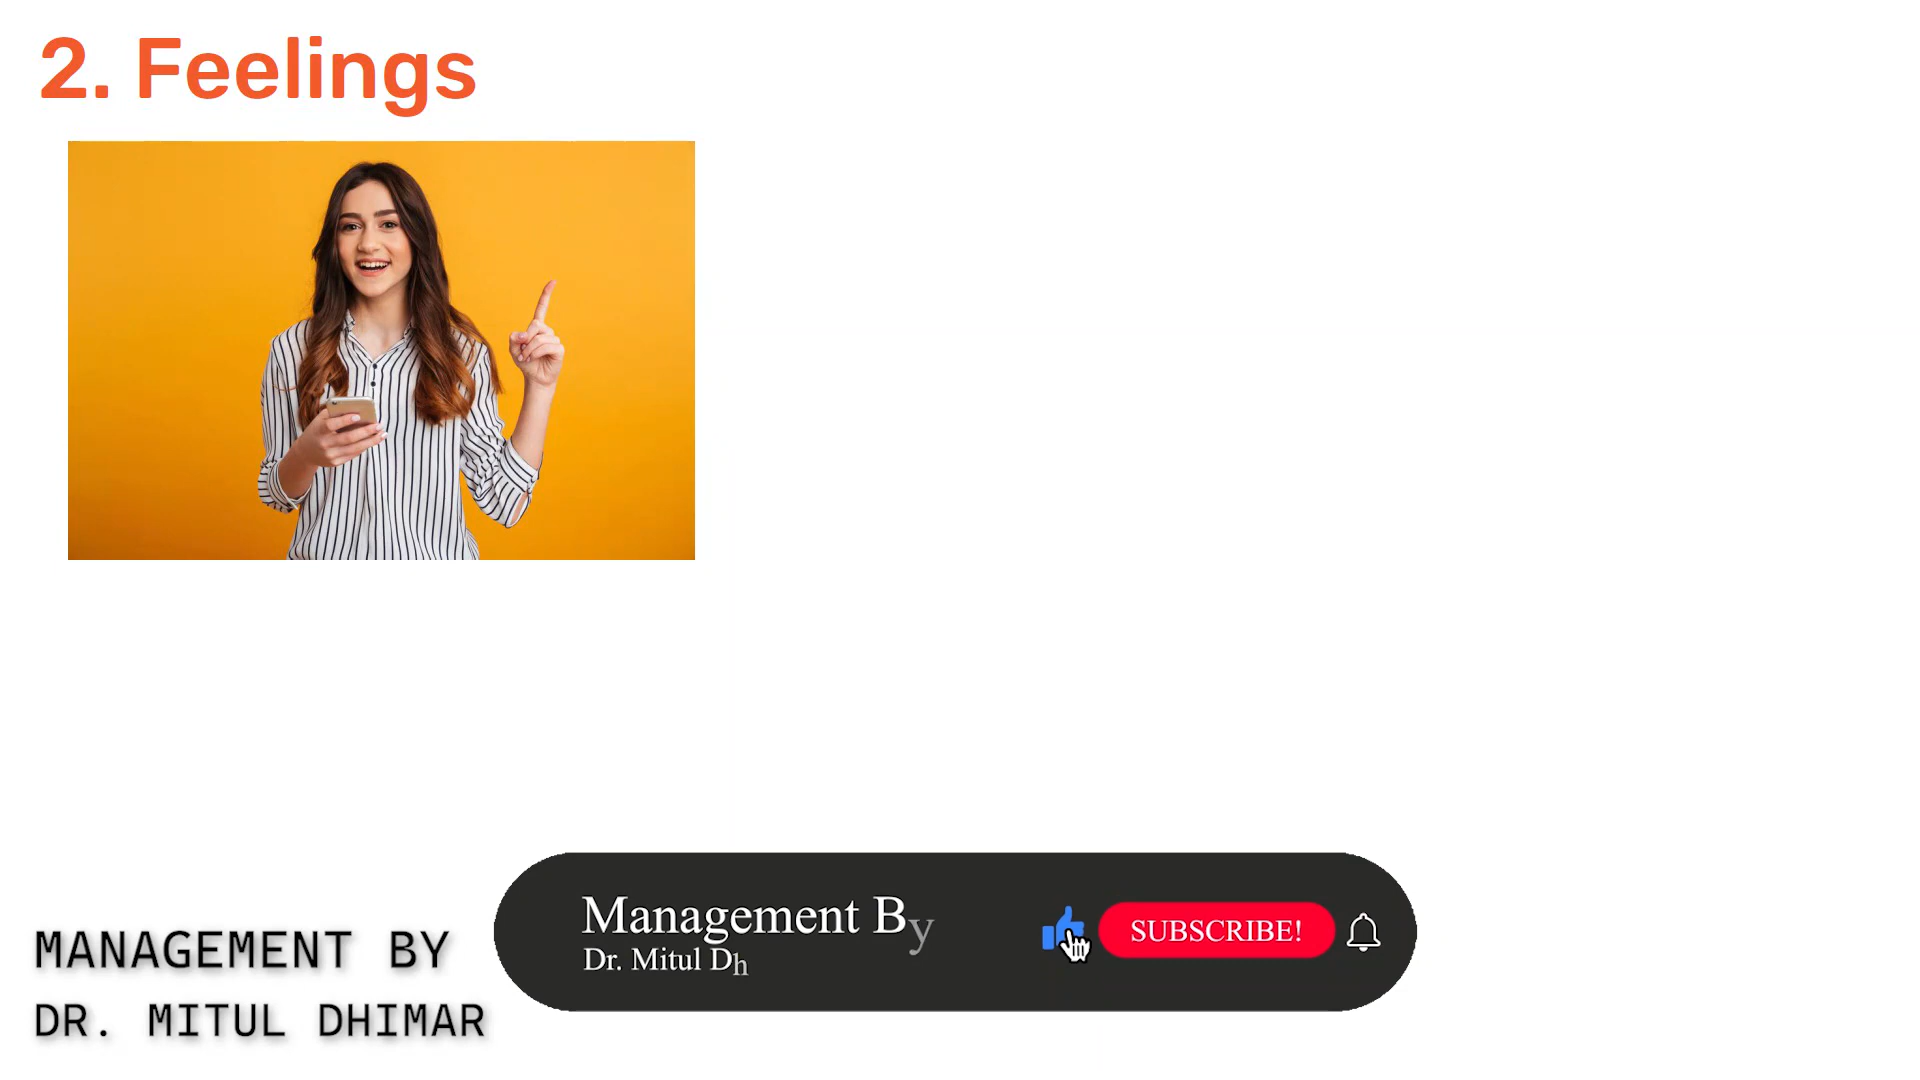 2. Feelings
MANAGEMENT BY
DR. MITUL DHIMAR
Management By
Dr. Mitul Dh
SUBSCRIBE!